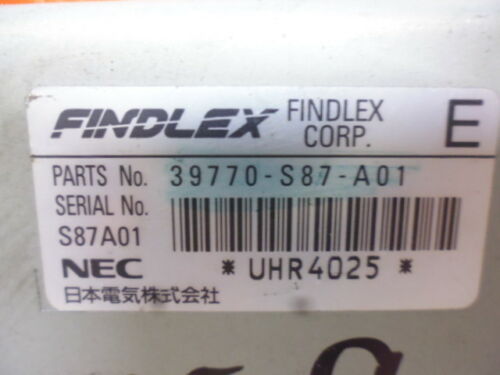 FINDLEX FINDLEX
CORP. E
PARTS No. 39770-S87-A01
SERIAL No.
S87A01
NEC *UHR4025*
日本電気株式会社